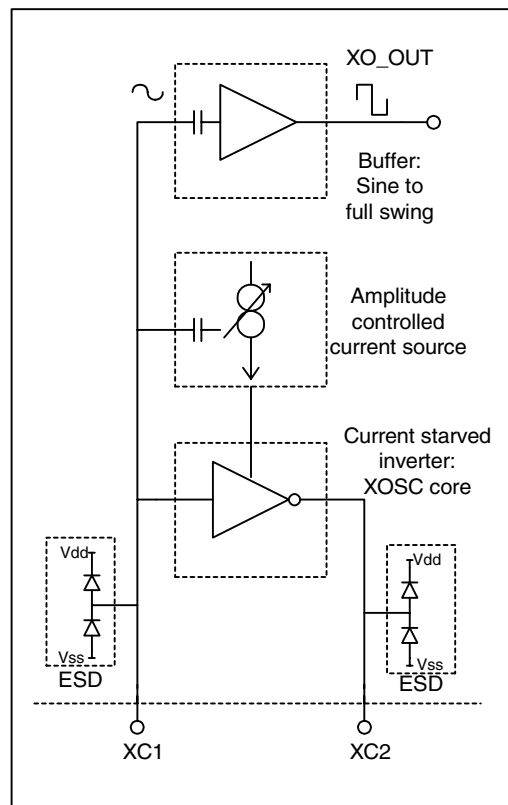 XO_OUT
Buffer:
Sine to
full swing
Amplitude
controlled
current source
Current starved
inverter:
XOSC core
Vdd
Vss
ESD
Vdd
Vss
ESD
XC1
XC2